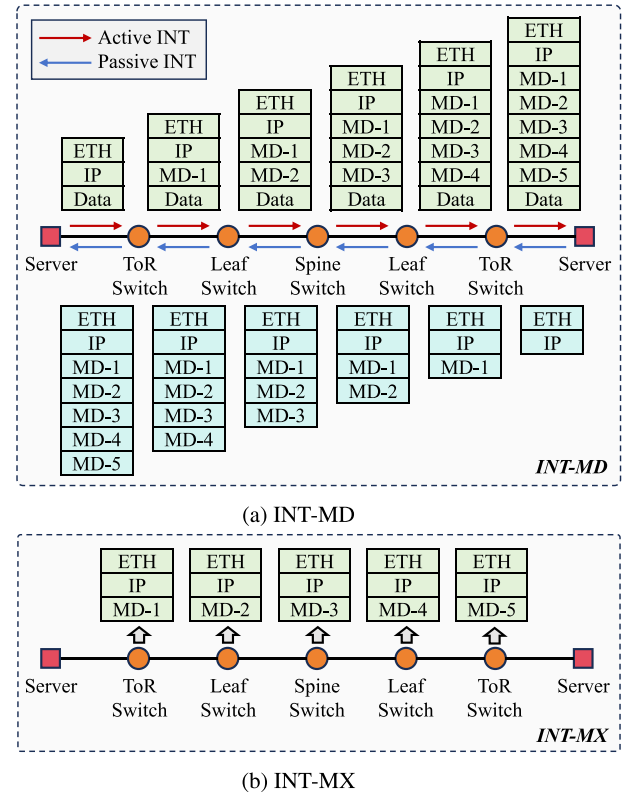 Active INT
Passive INT
ETH
IP
Data
ETH
IP
MD-1
Data
ETH
IP
MD-1
MD-2
Data
ETH
IP
MD-1
MD-2
MD-3
Data
ETH
IP
MD-1
MD-2
MD-3
MD-4
Data
ETH
IP
MD-1
MD-2
MD-3
MD-4
MD-5
Data
Server
ToR
Switch
Leaf
Switch
Spine
Switch
Leaf
Switch
ToR
Switch
Server
ETH
IP
MD-1
MD-2
MD-3
MD-4
MD-5
ETH
IP
MD-1
MD-2
MD-3
MD-4
ETH
IP
MD-1
MD-2
MD-3
ETH
IP
MD-1
MD-2
ETH
IP
MD-1
ETH
IP
INT-MD
(a) INT-MD
ETH
IP
MD-1
ETH
IP
MD-2
ETH
IP
MD-3
ETH
IP
MD-4
ETH
IP
MD-5
Server
ToR
Switch
Leaf
Switch
Spine
Switch
Leaf
Switch
ToR
Switch
Server
INT-MX
(b) INT-MX